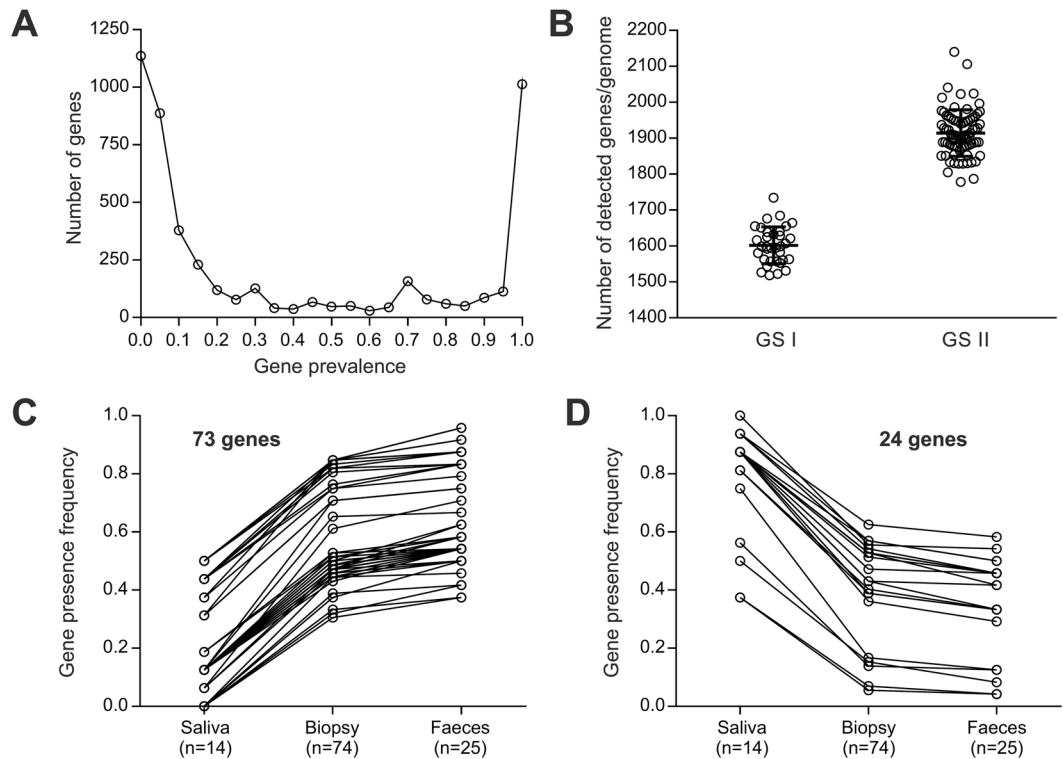 A
Number of genes
1250
1000
750
500
250
0
0.0 0.1 0.2 0.3 0.4 0.5 0.6 0.7 0.8 0.9 1.0
Gene prevalence
B
Number of detected genes/genome
2200
2100
2000
1900
1800
1700
1600
1500
1400
GS I GS II
C
Gene presence frequency
73 genes
1.0
0.8
0.6
0.4
0.2
0.0
Saliva Biopsy Faeces
(n=14) (n=74) (n=25)
D
Gene presence frequency
24 genes
1.0
0.8
0.6
0.4
0.2
0.0
Saliva Biopsy Faeces
(n=14) (n=74) (n=25)